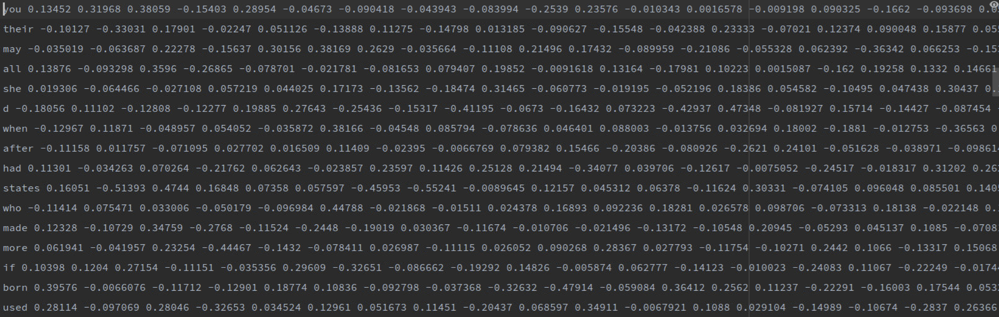 you 0.13452 0.31968 0.38059 -0.15403 0.28954 -0.04673 -0.090418 -0.043943 -0.083994 -0.2539 0.23576 -0.010343 0.0016578 -0.009198 0.090325 -0.1662 -0.093698
their -0.10127 -0.33031 0.17901 -0.02247 0.051126 -0.13888 0.11275 -0.14798 0.013185 -0.090627 -0.15548 -0.042388 0.23333 -0.07021 0.12374 0.090048 0.15877 0.05
may -0.035019 -0.063687 0.22278 -0.15637 0.30156 0.38169 0.2629 -0.035664 -0.11108 0.21496 0.17432 -0.089959 -0.21086 -0.055328 0.062392 -0.36342 0.066253 -0.15
all 0.13876 -0.093298 0.3596 -0.26865 -0.078701 -0.021781 -0.081653 0.079407 0.19852 -0.0091618 0.13164 -0.17981 0.10223 0.0015087 -0.162 0.19258 0.1332 0.14661
she 0.019306 -0.064466 -0.027108 0.057219 0.044025 0.17173 -0.13562 -0.18474 0.31465 -0.060773 -0.019195 -0.052196 0.18386 0.054582 -0.10495 0.047438 0.30437 0.
d -0.18056 0.11102 -0.12808 -0.12277 0.19885 0.27643 -0.25436 -0.15317 -0.41195 -0.0673 -0.16432 0.073223 -0.42937 0.47348 -0.081927 0.15714 -0.14427 -0.087454 -
when -0.12967 0.11871 -0.048957 0.054052 -0.035872 0.38166 -0.04548 0.085794 -0.078636 0.046401 0.088003 -0.013756 0.032694 0.18002 -0.1881 -0.012753 -0.36563 0
after -0.11158 0.011757 -0.071095 0.027702 0.016509 0.11409 -0.02395 -0.0066769 0.079382 0.15466 -0.20386 -0.080926 -0.2621 0.24101 -0.051628 -0.038971 -0.09861
had 0.11301 -0.034263 0.070264 -0.21762 0.062643 -0.023857 0.23597 0.11426 0.25128 0.21494 -0.34077 0.039706 -0.12617 -0.0075052 -0.24517 -0.018317 0.31202 0.26
states 0.16051 -0.51393 0.4744 0.16848 0.07358 0.057597 -0.45953 -0.55241 -0.0089645 0.12157 0.045312 0.06378 -0.11624 0.30331 -0.074105 0.096048 0.085501 0.140
who -0.11414 0.075471 0.033006 -0.050179 -0.096984 0.44788 -0.021868 -0.01511 0.024378 0.16893 0.092236 0.18281 0.026578 0.098706 -0.073313 0.18138 -0.022148 0.
made 0.12328 -0.10729 0.34759 -0.2768 -0.11524 -0.2448 -0.19019 0.030367 -0.11674 -0.010706 -0.021496 -0.13172 -0.10548 0.20945 -0.05293 0.045137 0.1085 -0.0708
more 0.061941 -0.041957 0.23254 -0.44467 -0.1432 -0.078411 0.026987 -0.11115 0.026052 0.090268 0.28367 0.027793 -0.11754 -0.10271 0.2442 0.1066 -0.13317 0.15068
if 0.10398 0.1204 0.27154 -0.11151 -0.035356 0.29609 -0.32651 -0.086662 -0.19292 0.14826 -0.005874 0.062777 -0.14123 -0.010023 -0.24083 0.11067 -0.22249 -0.0174
born 0.39576 -0.0066076 -0.11712 -0.12901 0.18774 0.10836 -0.092798 -0.037368 -0.32632 -0.47914 -0.059084 0.36412 0.2562 0.11237 -0.22291 -0.16003 0.17544 0.053
used 0.28114 -0.097069 0.28046 -0.32653 0.034524 0.12961 0.051673 0.11451 -0.20437 0.068597 0.34911 -0.0067921 0.1088 0.029104 -0.14989 -0.10674 -0.2837 0.26366